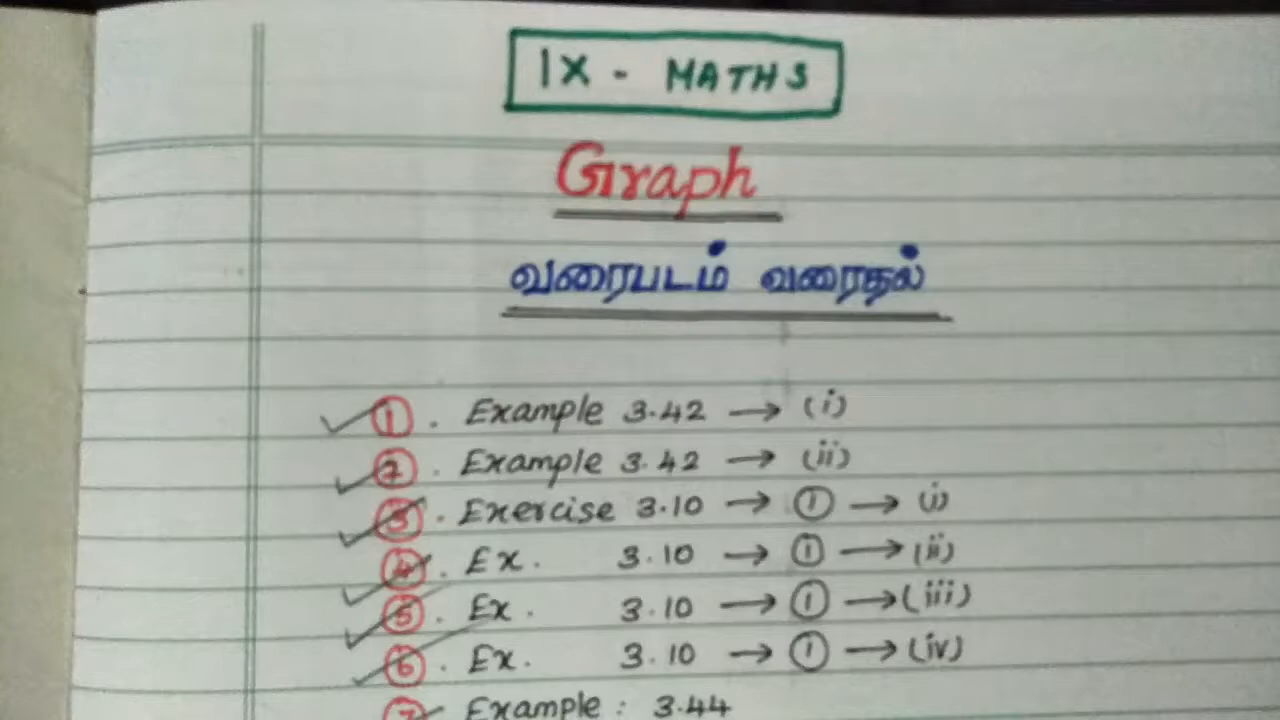 IX - MATHS
Graph
வரைபடம் வரைதல்
1. Example 3.42 → (i)
2. Example 3.42 → (ii)
3. Exercise 3.10 → 1 → (i)
4. Ex. 3.10 → 1 → (ii)
5. Ex. 3.10 → 1 → (iii)
6. Ex. 3.10 → 1 → (iv)
7. Example : 3.44